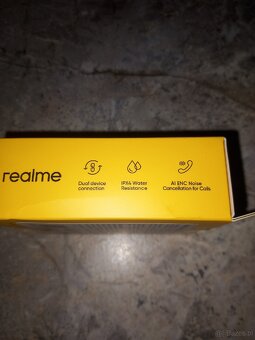 realme
Dual device
connection
IPX4 Water
Resistance
AI ENC Noise
Cancellation for Calls